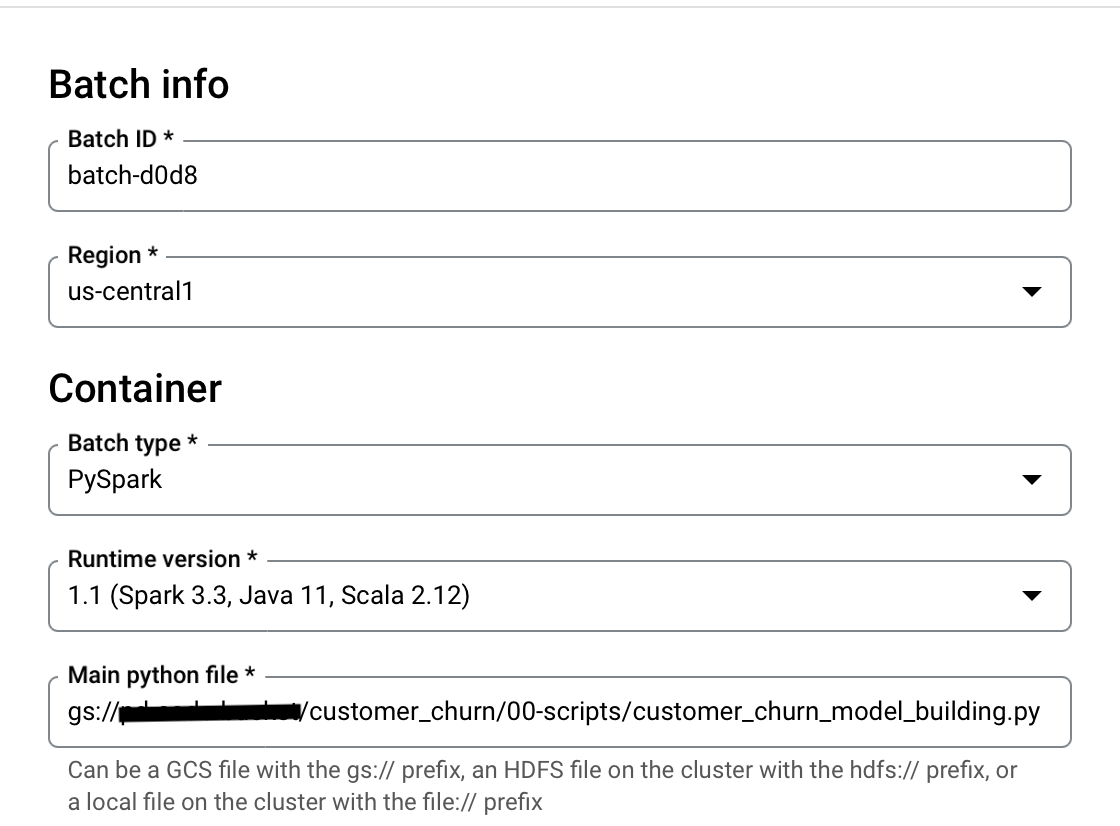 Batch info
Batch ID *
batch-d0d8
Region *
us-central1
Container
Batch type *
PySpark
Runtime version *
1.1 (Spark 3.3, Java 11, Scala 2.12)
Main python file *
gs:///customer_churn/00-scripts/customer_churn_model_building.py
Can be a GCS file with the gs:// prefix, an HDFS file on the cluster with the hdfs:// prefix, or
a local file on the cluster with the file:// prefix